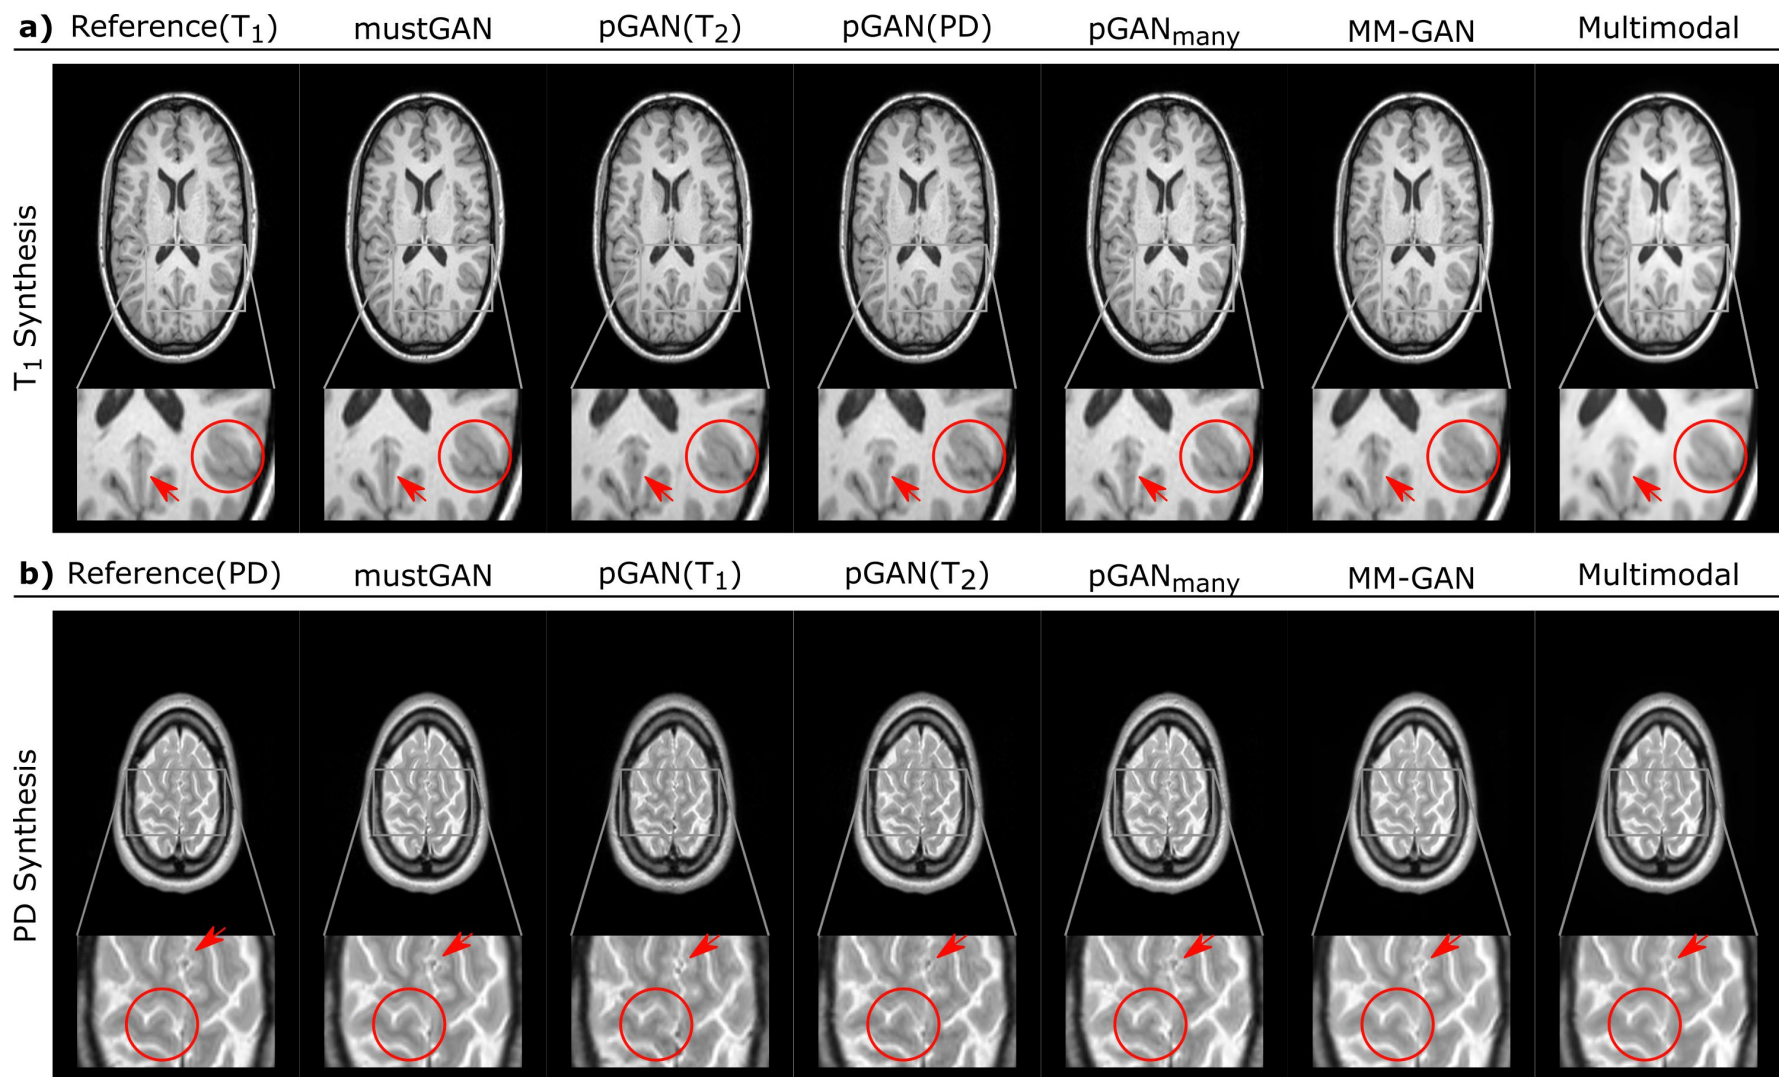 a) Reference(T1) mustGAN pGAN(T2) pGAN(PD) pGANmany MM-GAN Multimodal
T1 Synthesis
b) Reference(PD) mustGAN pGAN(T1) pGAN(T2) pGANmany MM-GAN Multimodal
PD Synthesis